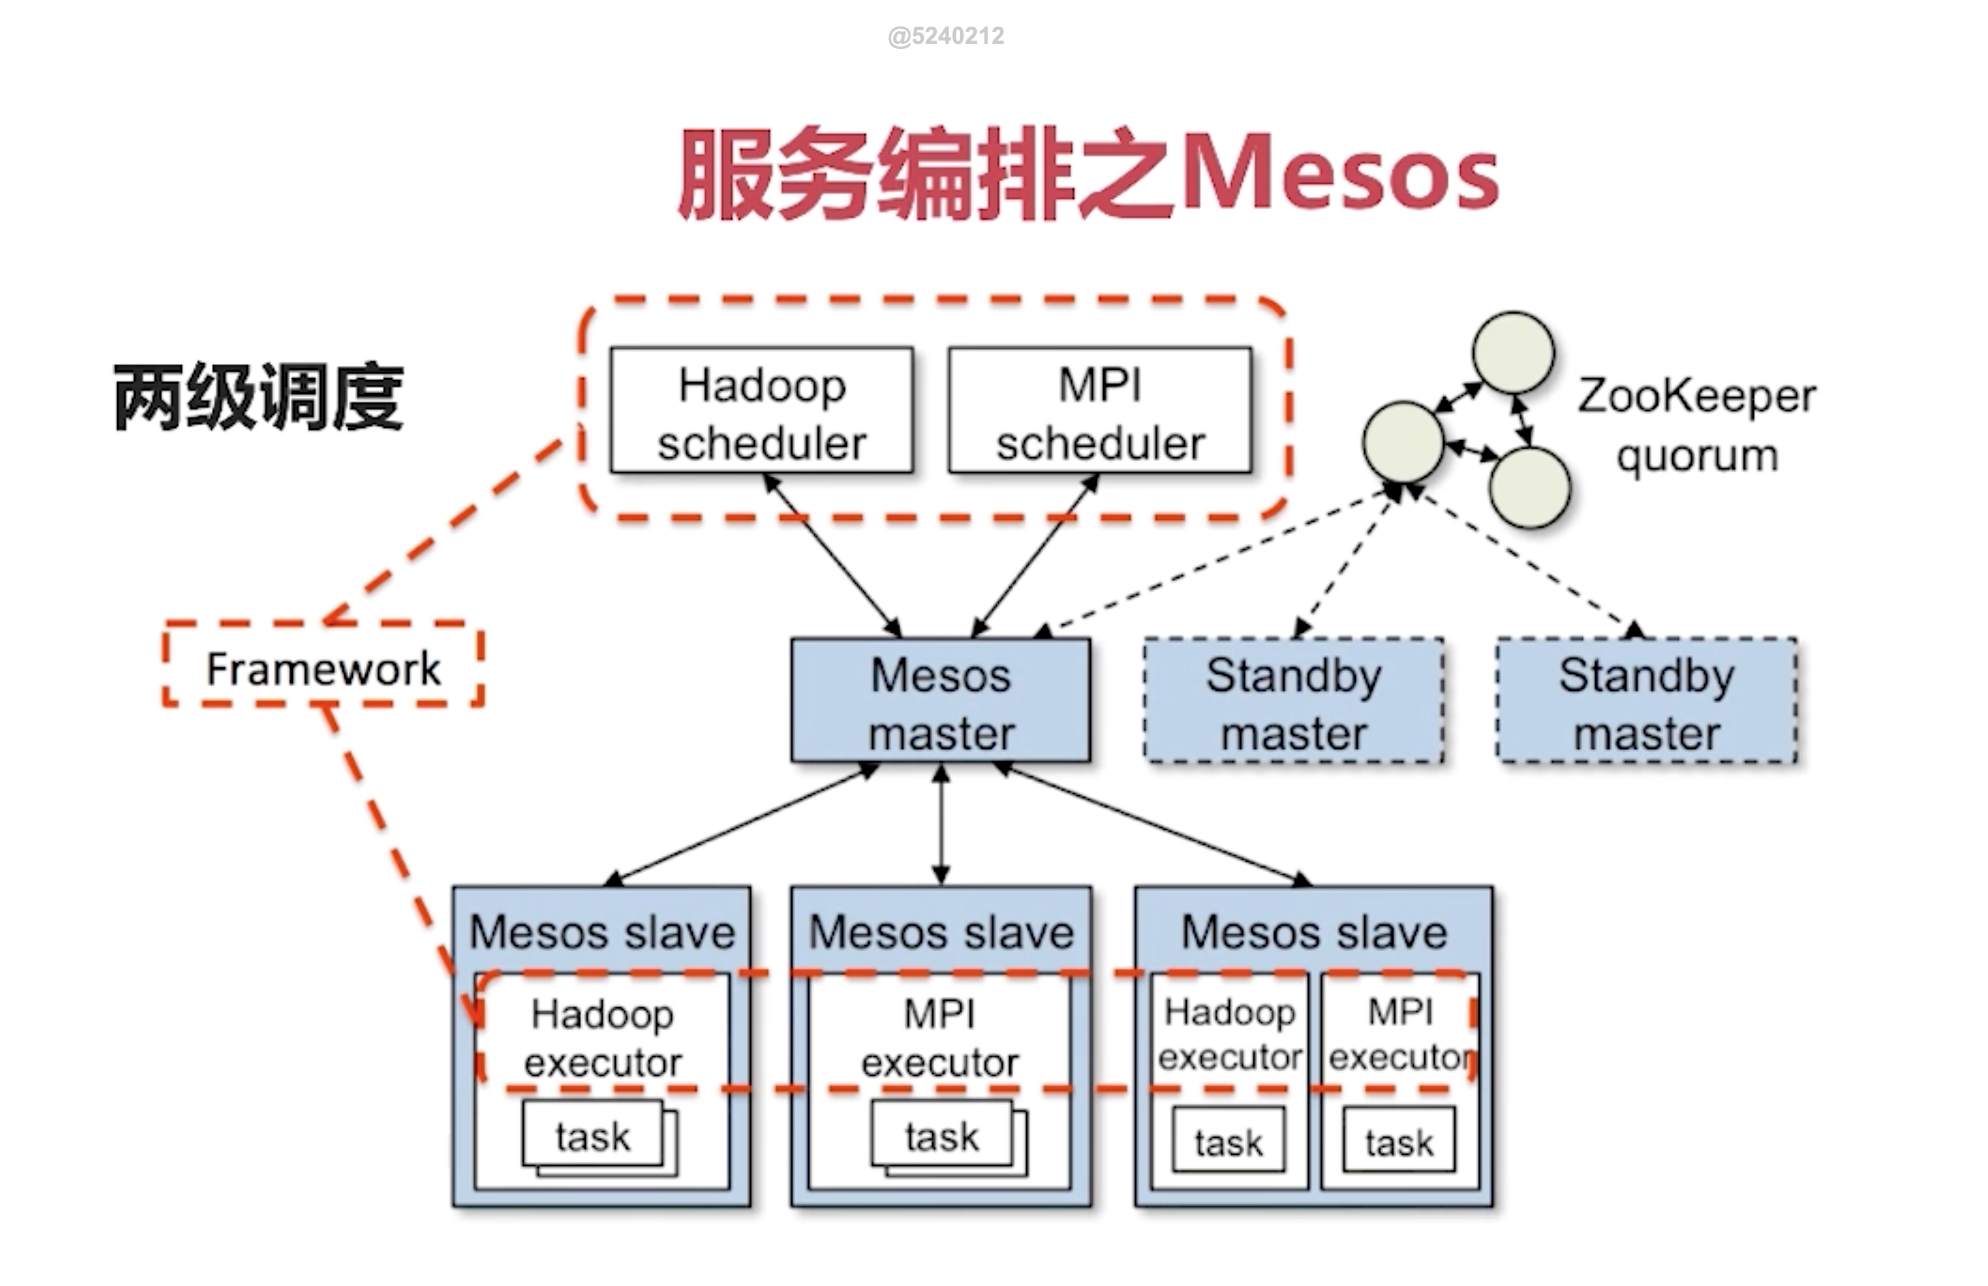 @5240212
服务编排之Mesos
两级调度
Hadoop
scheduler
MPI
scheduler
ZooKeeper
quorum
Framework
Mesos
master
Standby
master
Standby
master
Mesos slave
Mesos slave
Mesos slave
Hadoop
executor
MPI
executor
Hadoop
executor
MPI
executor
task
task
task
task